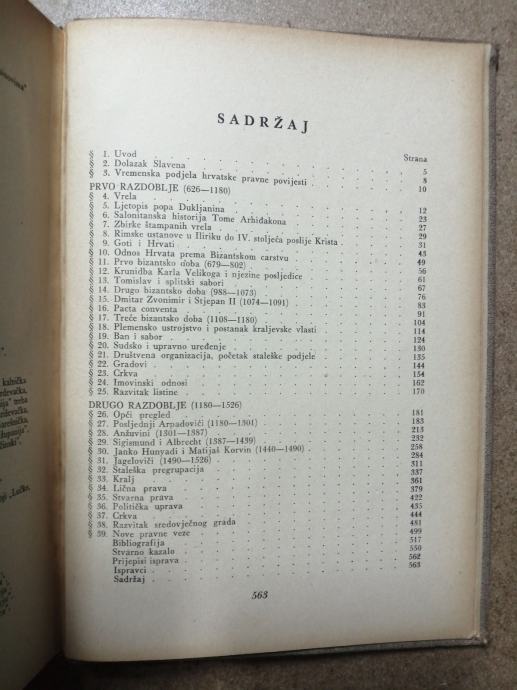 kalnička
treba
SADRŽAJ
Strana
§ 1. Uvod 5
§ 2. Dolazak Slavena 8
§ 3. Vremenska podjela hrvatske pravne povijesti 10
PRVO RAZDOBLJE (626—1180)
§ 4. Vrela 12
§ 5. Ljetopis popa Dukljanina 23
§ 6. Salonitanska historija Tome Arhiđakona 27
§ 7. Zbirke štampanih vrela 29
§ 8. Rimske ustanove u Iliriku do IV. stoljeća poslije Krista 31
§ 9. Goti i Hrvati 43
§ 10. Odnos Hrvata prema Bizantskom carstvu 49
§ 11. Prvo bizantsko doba (679—802) 56
§ 12. Krunidba Karla Velikoga i njezine posljedice 61
§ 13. Tomislav i splitski sabori 67
§ 14. Drugo bizantsko doba (988—1073) 76
§ 15. Dmitar Zvonimir i Stjepan II (1074—1091) 83
§ 16. Pacta conventa 91
§ 17. Treće bizantsko doba (1108—1180) 104
§ 18. Plemensko ustrojstvo i postanak kraljevske vlasti 114
§ 19. Ban i sabor 124
§ 20. Sudsko i upravno uređenje 130
§ 21. Društvena organizacija, početak staleške podjele 135
§ 22. Gradovi 144
§ 23. Crkva 154
§ 24. Imovinski odnosi 162
§ 25. Razvitak listine 170
DRUGO RAZDOBLJE (1180—1526)
§ 26. Opći pregled 181
§ 27. Posljednji Arpadovići (1180—1301) 183
§ 28. Anžuvini (1301—1387) 213
§ 29. Sigismund i Albrecht (1387—1439) 232
§ 30. Janko Hunyadi i Matijaš Korvin (1440—1490) 258
§ 31. Jagelovići (1490—1526) 284
§ 32. Staleška pregrupacija 311
§ 33. Kralj 337
§ 34. Lična prava 361
§ 35. Stvarna prava 379
§ 36. Politička uprava 422
§ 37. Crkva 435
§ 38. Razvitak sredovječnog grada 444
§ 39. Nove pravne veze 481
Bibliografija 499
Stvarno kazalo 517
Prijepisi isprava 550
Ispravci 562
Sadržaj 563
563